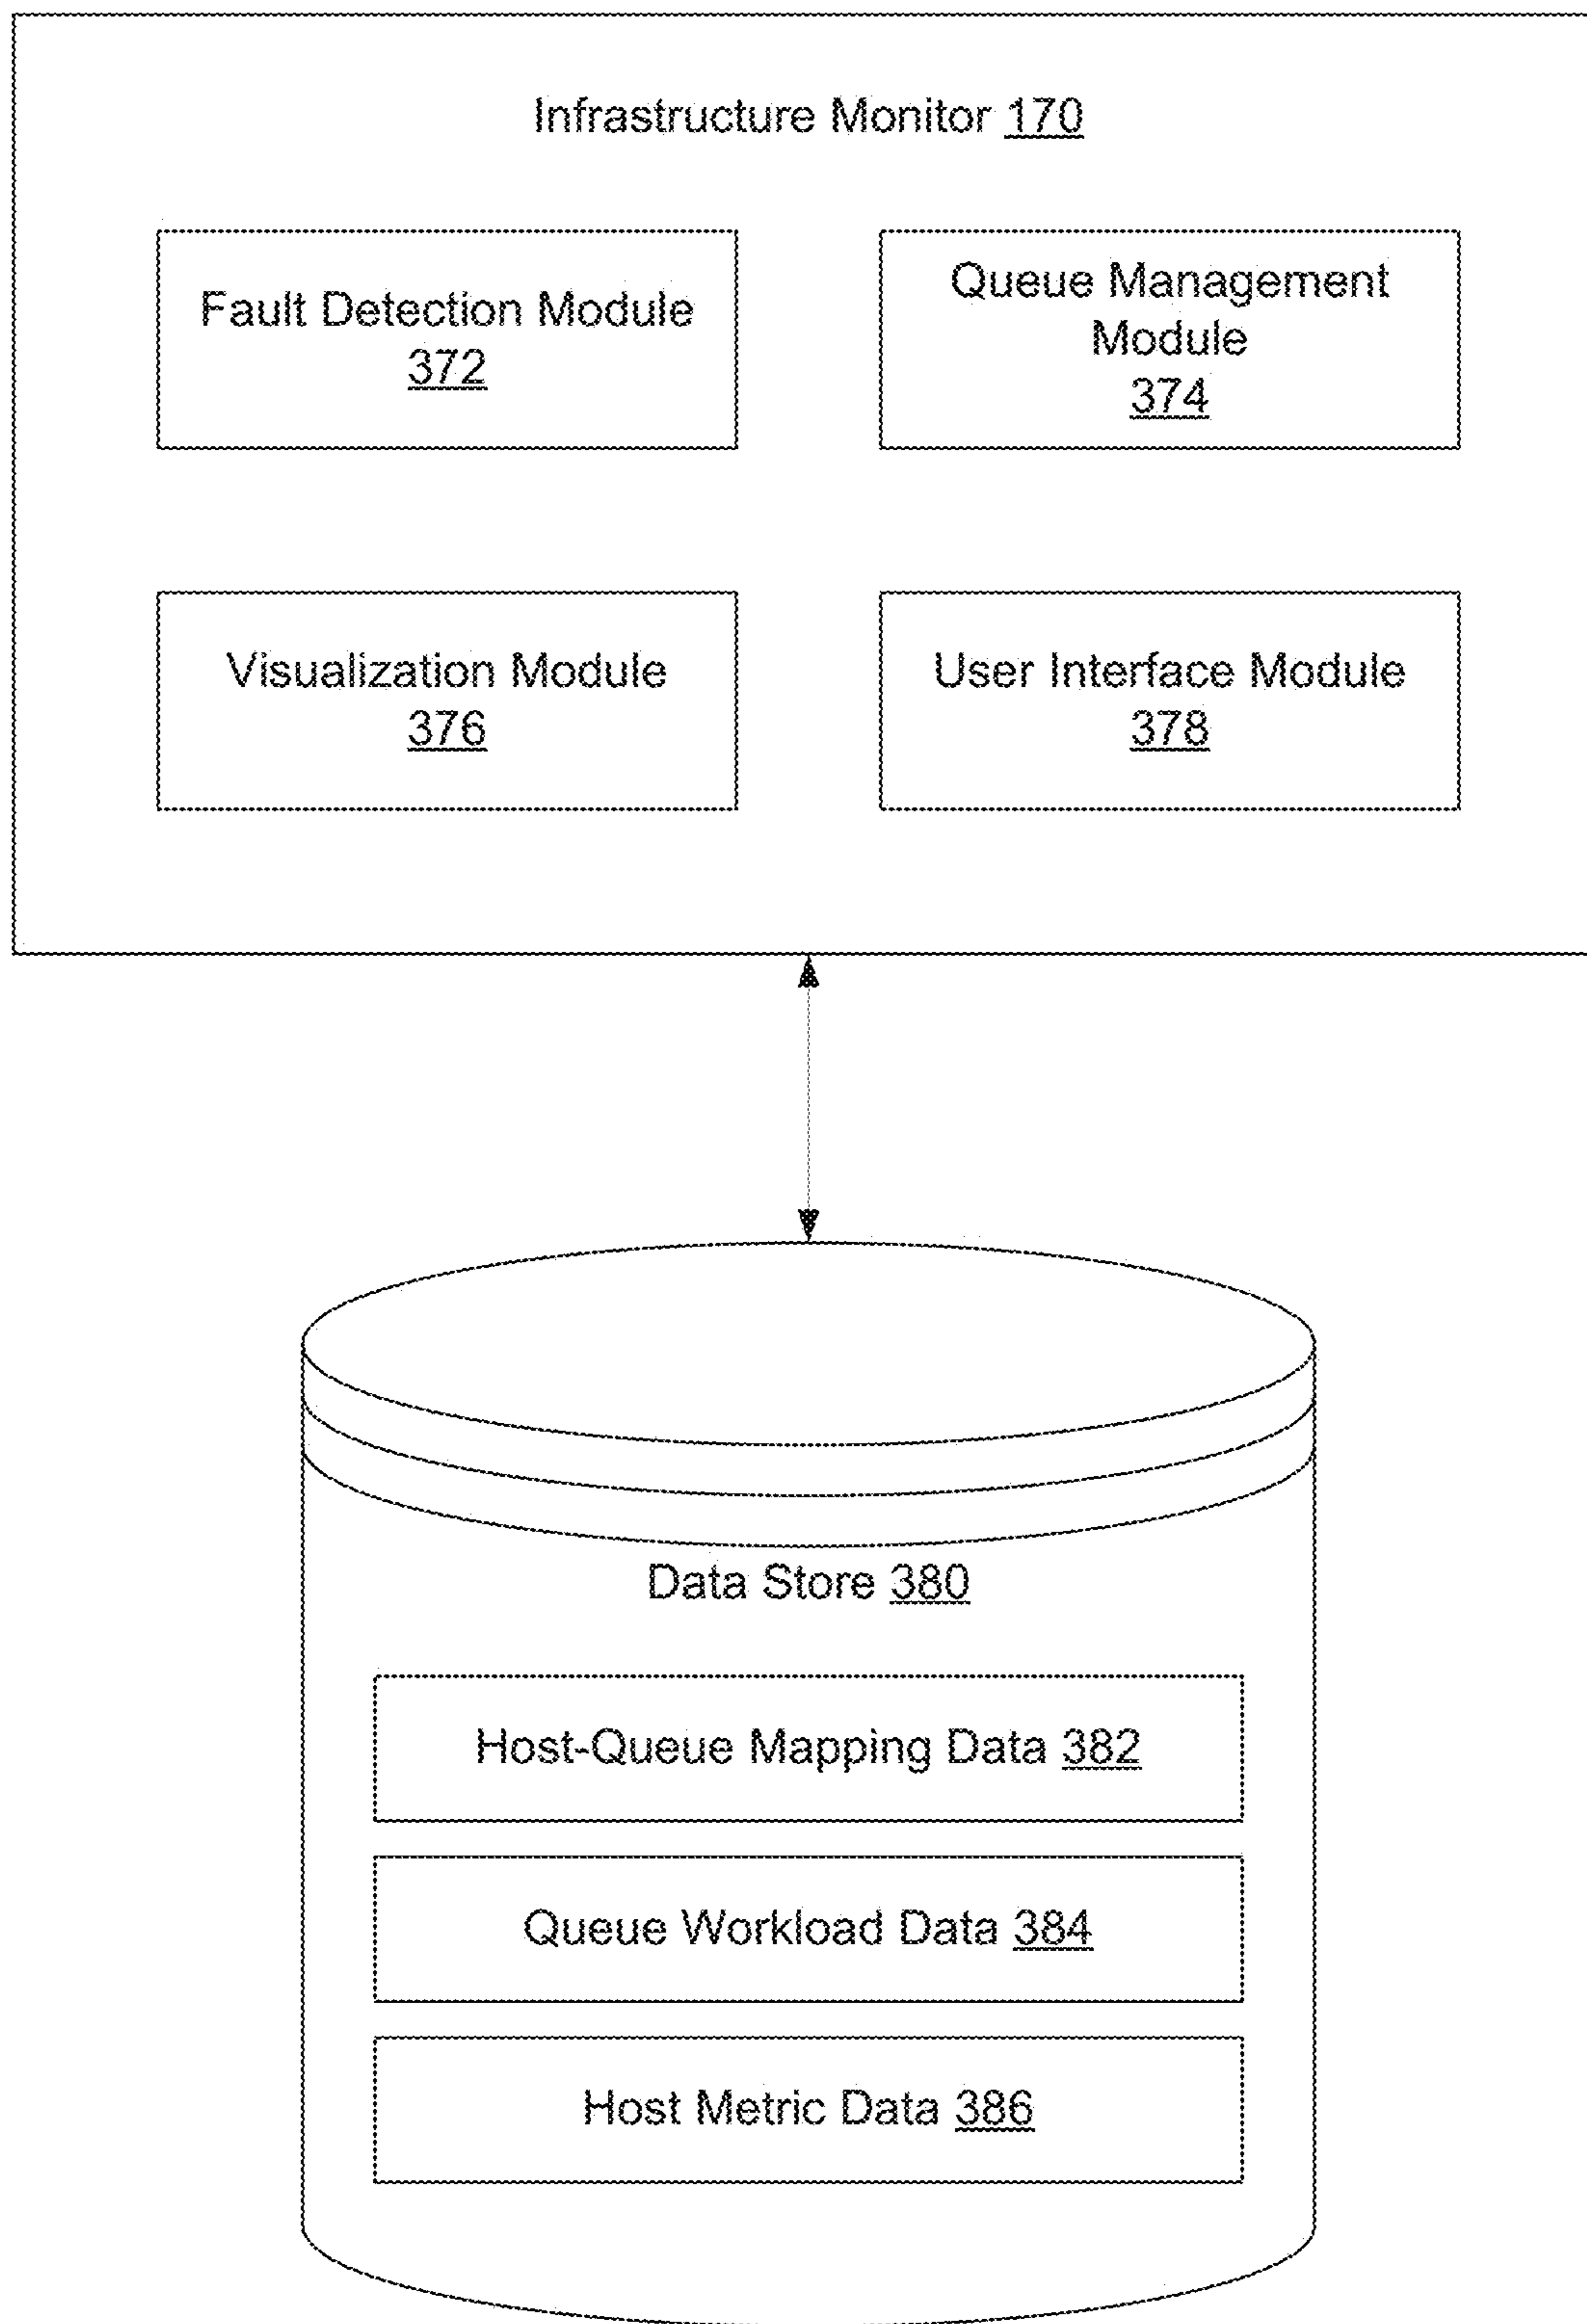 Infrastructure Monitor 170
Fault Detection Module
372
Queue Management
Module
374
Visualization Module
376
User Interface Module
378
Data Store 380
Host-Queue Mapping Data 382
Queue Workload Data 384
Host Metric Data 386